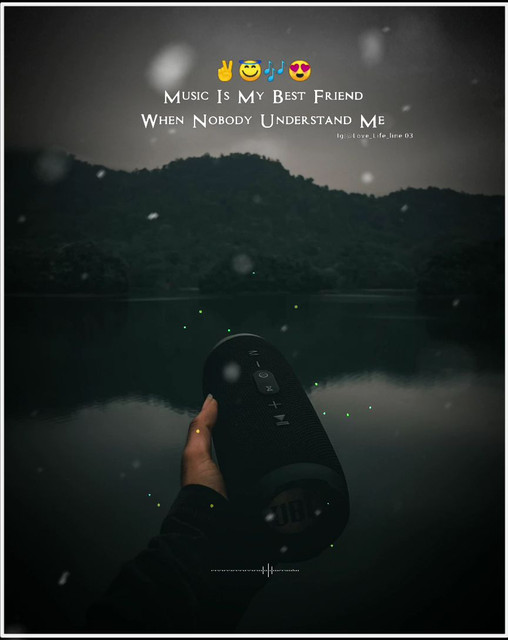 ✌😇🎶😍
Music Is My Best Friend
When Nobody Understand Me
Ig:::Love_Life_line 03
JBL